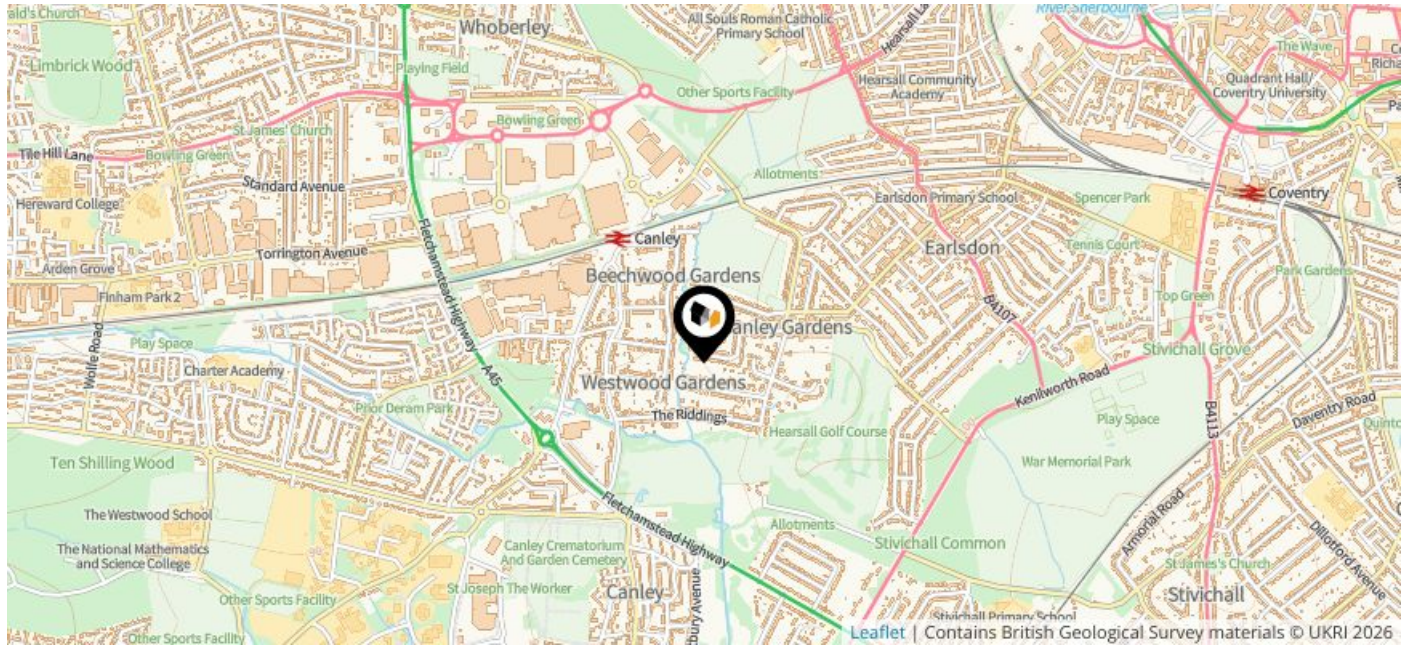 ald's Church
Whoberley
All Souls Roman Catholic
Primary School
Hearsall La
River Sherbourne
The Wave
Limbrick Wood
Playing Field
Hearsall Community
Academy
Quadrant Hall/
Coventry University
Other Sports Facility
Bowling Green
St James' Church
Tile Hill Lane
Bowling Green
Standard Avenue
Hereward College
Allotments
Earlsdon Primary School
Spencer Park
Coventry
Fletchamstead Highway
Canley
Torrington Avenue
Earlsdon
Tennis Court
Arden Grove
Beechwood Gardens
Park Gardens
Finham Park 2
B4107
Top Green
Canley Gardens
Wolfe Road
Play Space
A45
Stivichall Grove
Charter Academy
Westwood Gardens
Kenilworth Road
Prior Deram Park
The Riddings
Play Space
B4113
Daventry Road
Hearsall Golf Course
Quinto
Ten Shilling Wood
War Memorial Park
Fletchamstead Highway
Armorial Road
The Westwood School
Allotments
Dillotford Avenue
The National Mathematics
and Science College
Canley Crematorium
And Garden Cemetery
Stivichall Common
St James's Church
Other Sports Facility
St Joseph The Worker
Canley
tbury Avenue
Stivichall
Stivichall Primary School
Other Sports Facility
Leaflet | Contains British Geological Survey materials © UKRI 2026